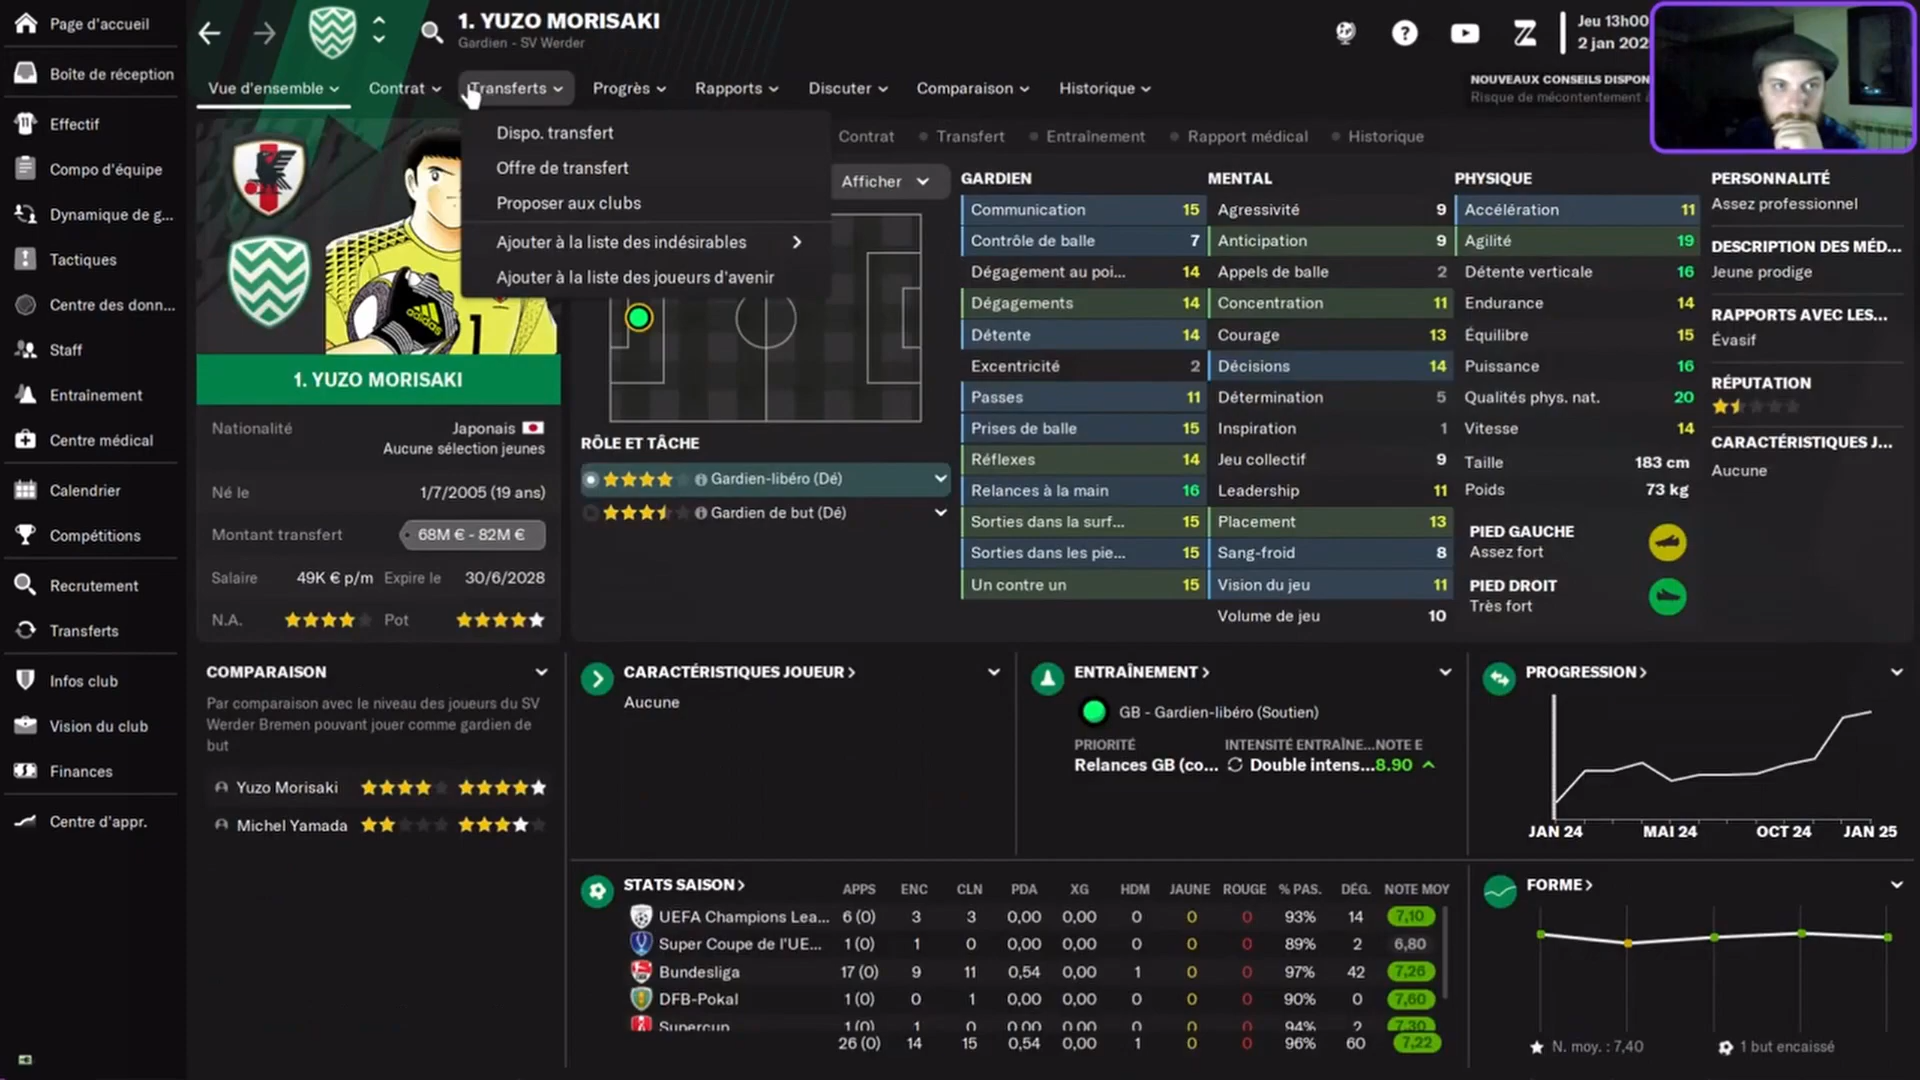 Page d'accueil
Boîte de réception
Effectif
Compo d'équipe
Dynamique de g...
Tactiques
Centre des donn...
Staff
Entraînement
Centre médical
Calendrier
Compétitions
Recrutement
Transferts
Infos club
Vision du club
Finances
Centre d'appr.
1. YUZO MORISAKI
Gardien - SV Werder
Jeu 13h00
2 jan 202
Vue d'ensemble Contrat Transferts Progrès Rapports Discuter Comparaison Historique
NOUVEAUX CONSEILS DISPON
Risque de mécontentement
Dispo. transfert
Offre de transfert
Proposer aux clubs
Ajouter à la liste des indésirables
Ajouter à la liste des joueurs d'avenir
Contrat Transfert Entraînement Rapport médical Historique
Afficher
1. YUZO MORISAKI
Nationalité Japonais
Aucune sélection jeunes
Né le 1/7/2005 (19 ans)
Montant transfert 68M € - 82M €
Salaire 49K € p/m Expire le 30/6/2028
N.A. Pot
RÔLE ET TÂCHE
Gardien-libéro (Dé)
Gardien de but (Dé)
GARDIEN
Communication 15
Contrôle de balle 7
Dégagement au poi... 14
Dégagements 14
Détente 14
Excentricité 2
Passes 11
Prises de balle 15
Réflexes 14
Relances à la main 16
Sorties dans la surf... 15
Sorties dans les pie... 15
Un contre un 15
MENTAL
Agressivité 9
Anticipation 9
Appels de balle 2
Concentration 11
Courage 13
Décisions 14
Détermination 5
Inspiration 1
Jeu collectif 9
Leadership 11
Placement 13
Sang-froid 8
Vision du jeu 11
Volume de jeu 10
PHYSIQUE
Accélération 11
Agilité 19
Détente verticale 16
Endurance 14
Équilibre 15
Puissance 16
Qualités phys. nat. 20
Vitesse 14
Taille 183 cm
Poids 73 kg
PIED GAUCHE
Assez fort
PIED DROIT
Très fort
PERSONNALITÉ
Assez professionnel
DESCRIPTION DES MÉD...
Jeune prodige
RAPPORTS AVEC LES...
Évasif
RÉPUTATION
CARACTÉRISTIQUES J...
Aucune
COMPARAISON
Par comparaison avec le niveau des joueurs du SV
Werder Bremen pouvant jouer comme gardien de
but
Yuzo Morisaki
Michel Yamada
CARACTÉRISTIQUES JOUEUR
Aucune
ENTRAÎNEMENT
GB - Gardien-libéro (Soutien)
PRIORITÉ INTENSITÉ ENTRAÎNE... NOTE E
Relances GB (co... Double intens... 8.90
PROGRESSION
JAN 24 MAI 24 OCT 24 JAN 25
STATS SAISON APPS ENC CLN PDA XG HDM JAUNE ROUGE % PAS. DÉG. NOTE MOY
UEFA Champions Lea... 6 (0) 3 3 0,00 0,00 0 0 0 93% 14 7,10
Super Coupe de l'UE... 1 (0) 1 0 0,00 0,00 0 0 0 89% 2 6,80
Bundesliga 17 (0) 9 11 0,54 0,00 1 0 0 97% 42 7,26
DFB-Pokal 1 (0) 0 1 0,00 0,00 0 0 0 90% 0 7,60
Supercup 1 (0) 1 0 0,00 0,00 0 0 0 94% 2 7,30
26 (0) 14 15 0,54 0,00 1 0 0 96% 60 7,22
FORME
N. moy. : 7,40 1 but encaissé